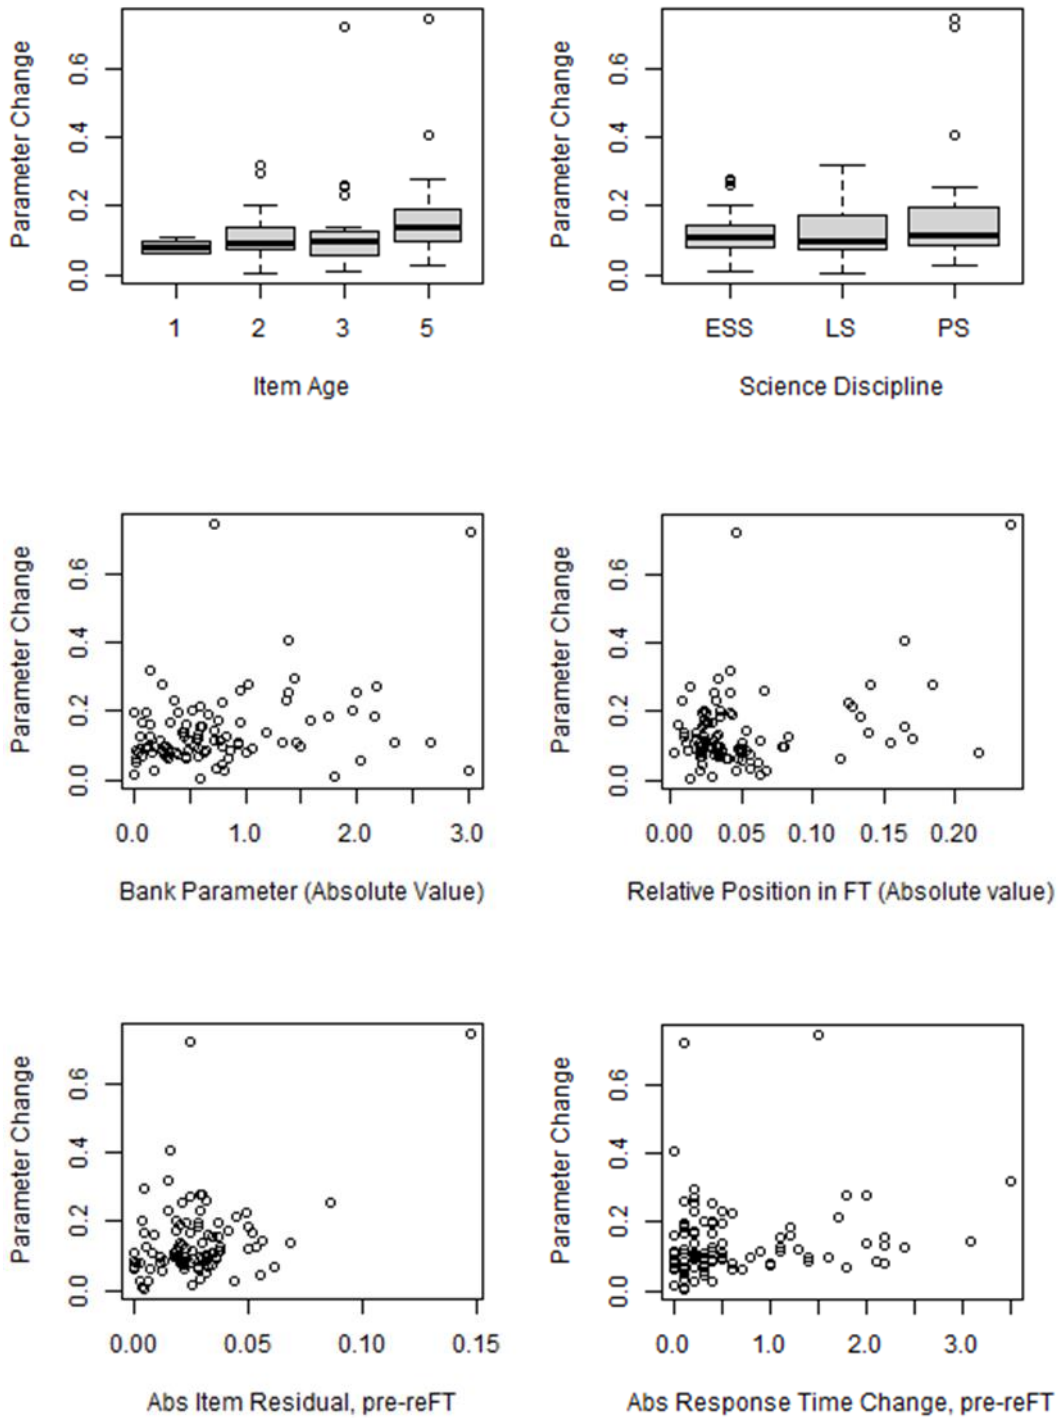 Parameter Change
0.0 0.2 0.4 0.6
1 2 3 5
Item Age
Parameter Change
0.0 0.2 0.4 0.6
ESS LS PS
Science Discipline
Parameter Change
0.0 0.2 0.4 0.6
0.0 1.0 2.0 3.0
Bank Parameter (Absolute Value)
Parameter Change
0.0 0.2 0.4 0.6
0.00 0.05 0.10 0.15 0.20
Relative Position in FT (Absolute value)
Parameter Change
0.0 0.2 0.4 0.6
0.00 0.05 0.10 0.15
Abs Item Residual, pre-reFT
Parameter Change
0.0 0.2 0.4 0.6
0.0 1.0 2.0 3.0
Abs Response Time Change, pre-reFT